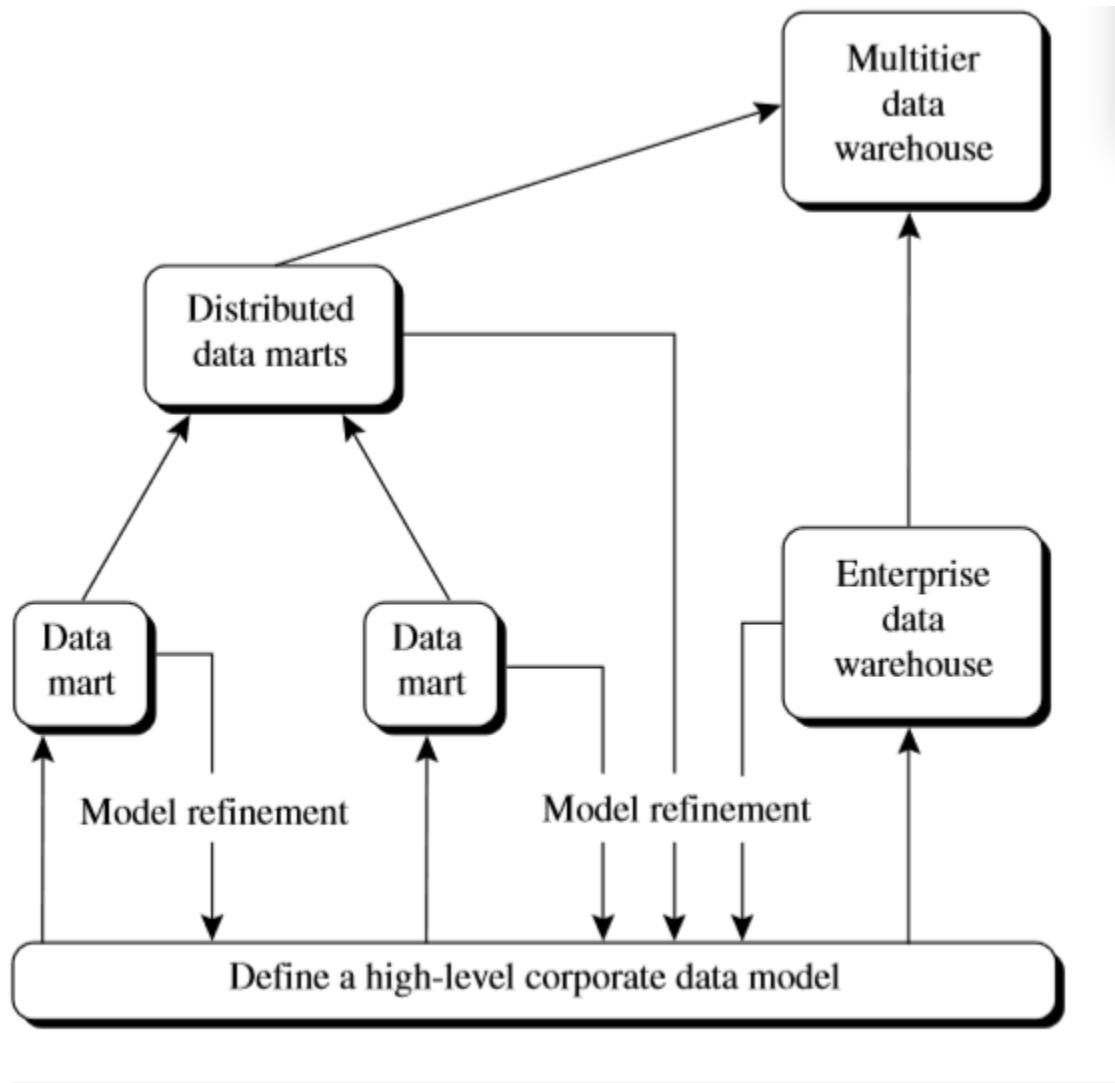 Multitier
data
warehouse
Distributed
data marts
Data
mart
Data
mart
Enterprise
data
warehouse
Model refinement
Model refinement
Define a high-level corporate data model